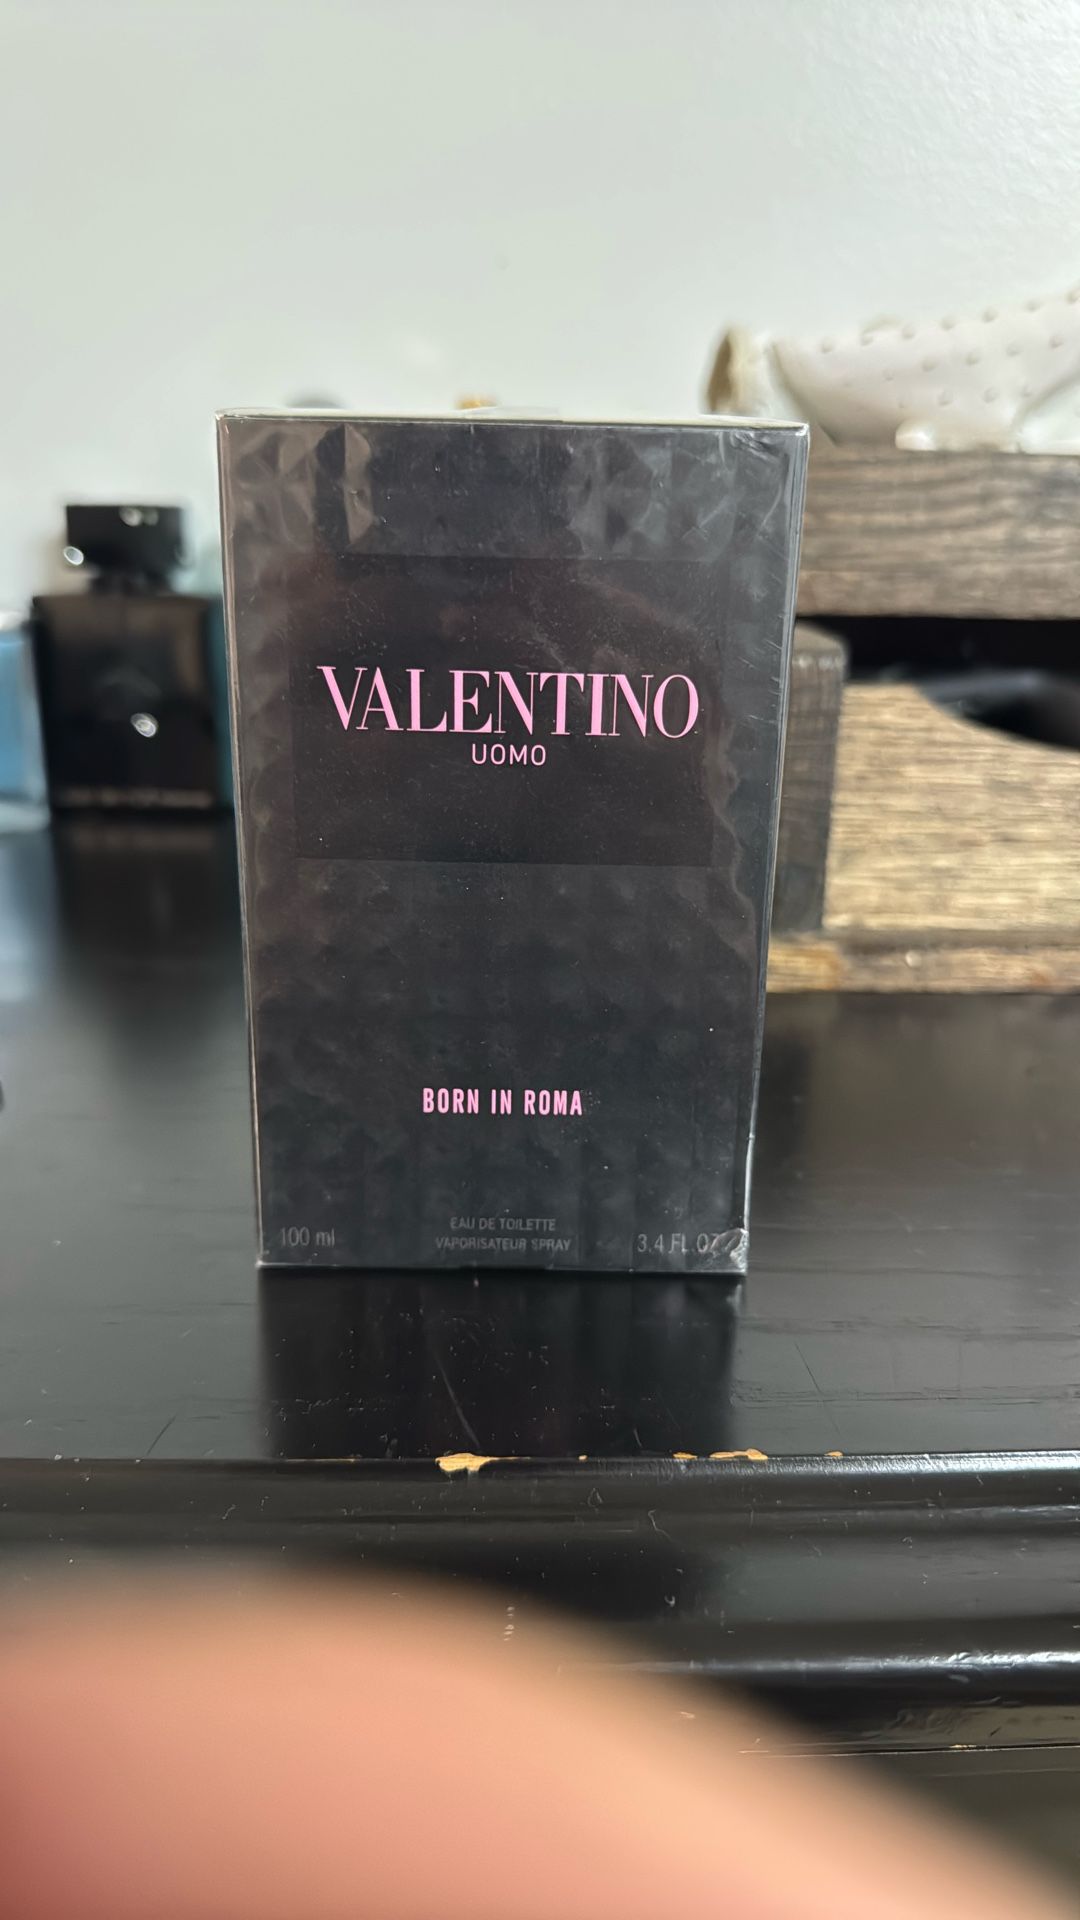 VALENTINO
UOMO
BORN IN ROMA
EAU DE TOILETTE
100 ml VAPORISATEUR SPRAY 3.4 FL.OZ